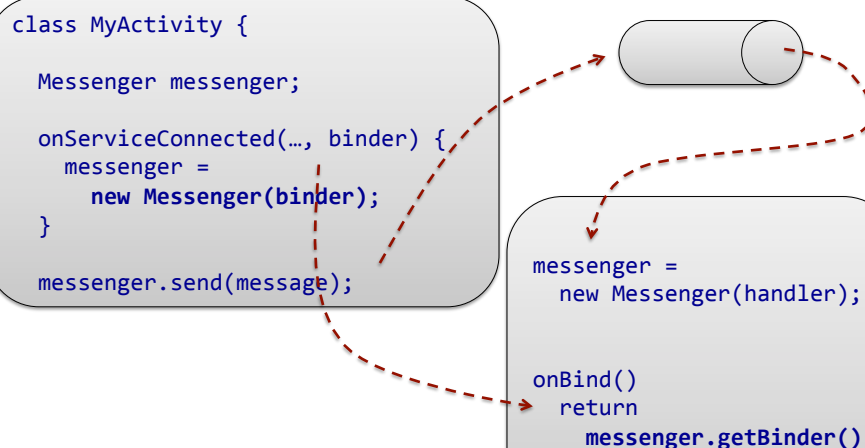 class MyActivity {
Messenger messenger;
onServiceConnected(…, binder) {
messenger =
new Messenger(binder);
}
messenger.send(message);
messenger =
new Messenger(handler);
onBind()
return
messenger.getBinder()